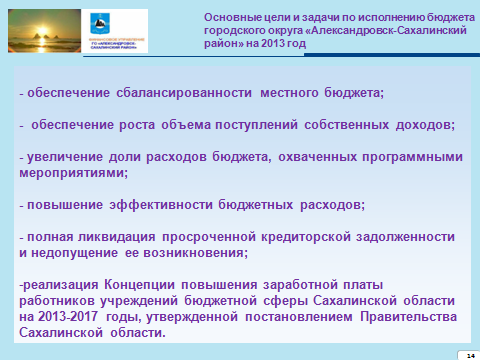 Основные цели и задачи по исполнению бюджета
городского округа «Александровск-Сахалинский
район» на 2013 год
ФИНАНСОВОЕ УПРАВЛЕНИЕ
ГО «АЛЕКСАНДРОВСК-
САХАЛИНСКИЙ РАЙОН»
- обеспечение сбалансированности местного бюджета;
- обеспечение роста объема поступлений собственных доходов;
- увеличение доли расходов бюджета, охваченных программными
мероприятиями;
- повышение эффективности бюджетных расходов;
- полная ликвидация просроченной кредиторской задолженности
и недопущение ее возникновения;
-реализация Концепции повышения заработной платы
работников учреждений бюджетной сферы Сахалинской области
на 2013-2017 годы, утвержденной постановлением Правительства
Сахалинской области.
14